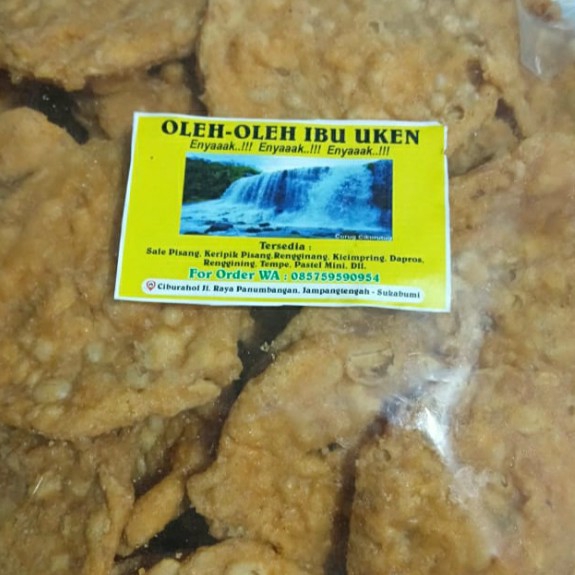 OLEH-OLEH IBU UKEN
Enyaaak..!!! Enyaaak..!!! Enyaaak..!!!
Curug Cikondang
Tersedia :
Sale Pisang, Keripik Pisang,Rengginang, Kicimpring, Dapros,
Renggining, Tempe, Pastel Mini, Dll.
For Order WA : 085759590954
Ciburahol Jl. Raya Panumbangan, Jampangtengah - Sukabumi